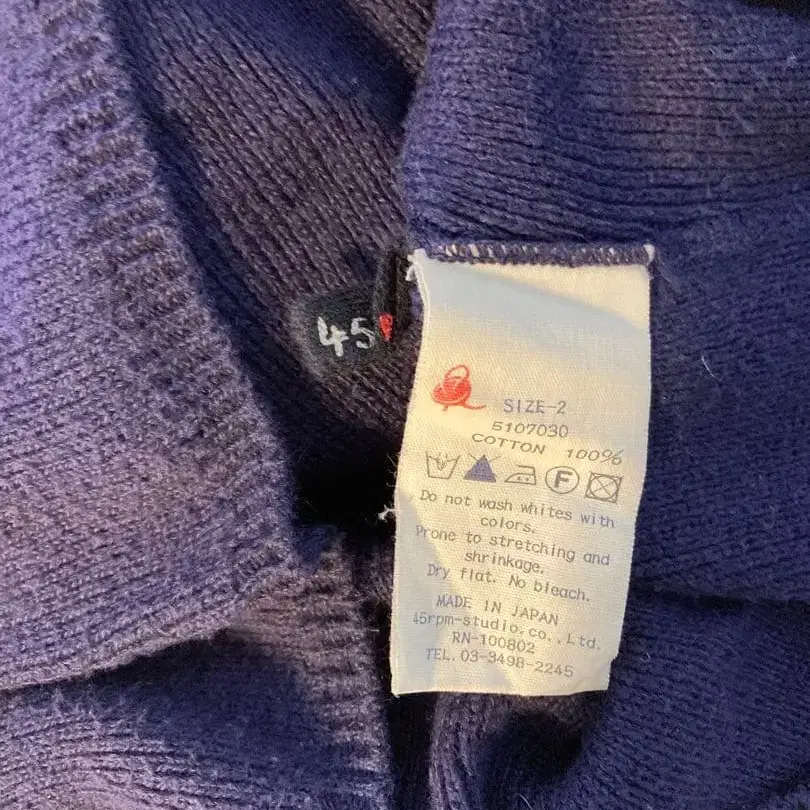 45R
SIZE-2
5107030
COTTON 100%
F
Do not wash whites with
colors.
Prone to stretching and
shrinkage.
Dry flat. No bleach.
MADE IN JAPAN
45rpm-studio.co.,Ltd.
RN-100802
TEL.03-3498-2245